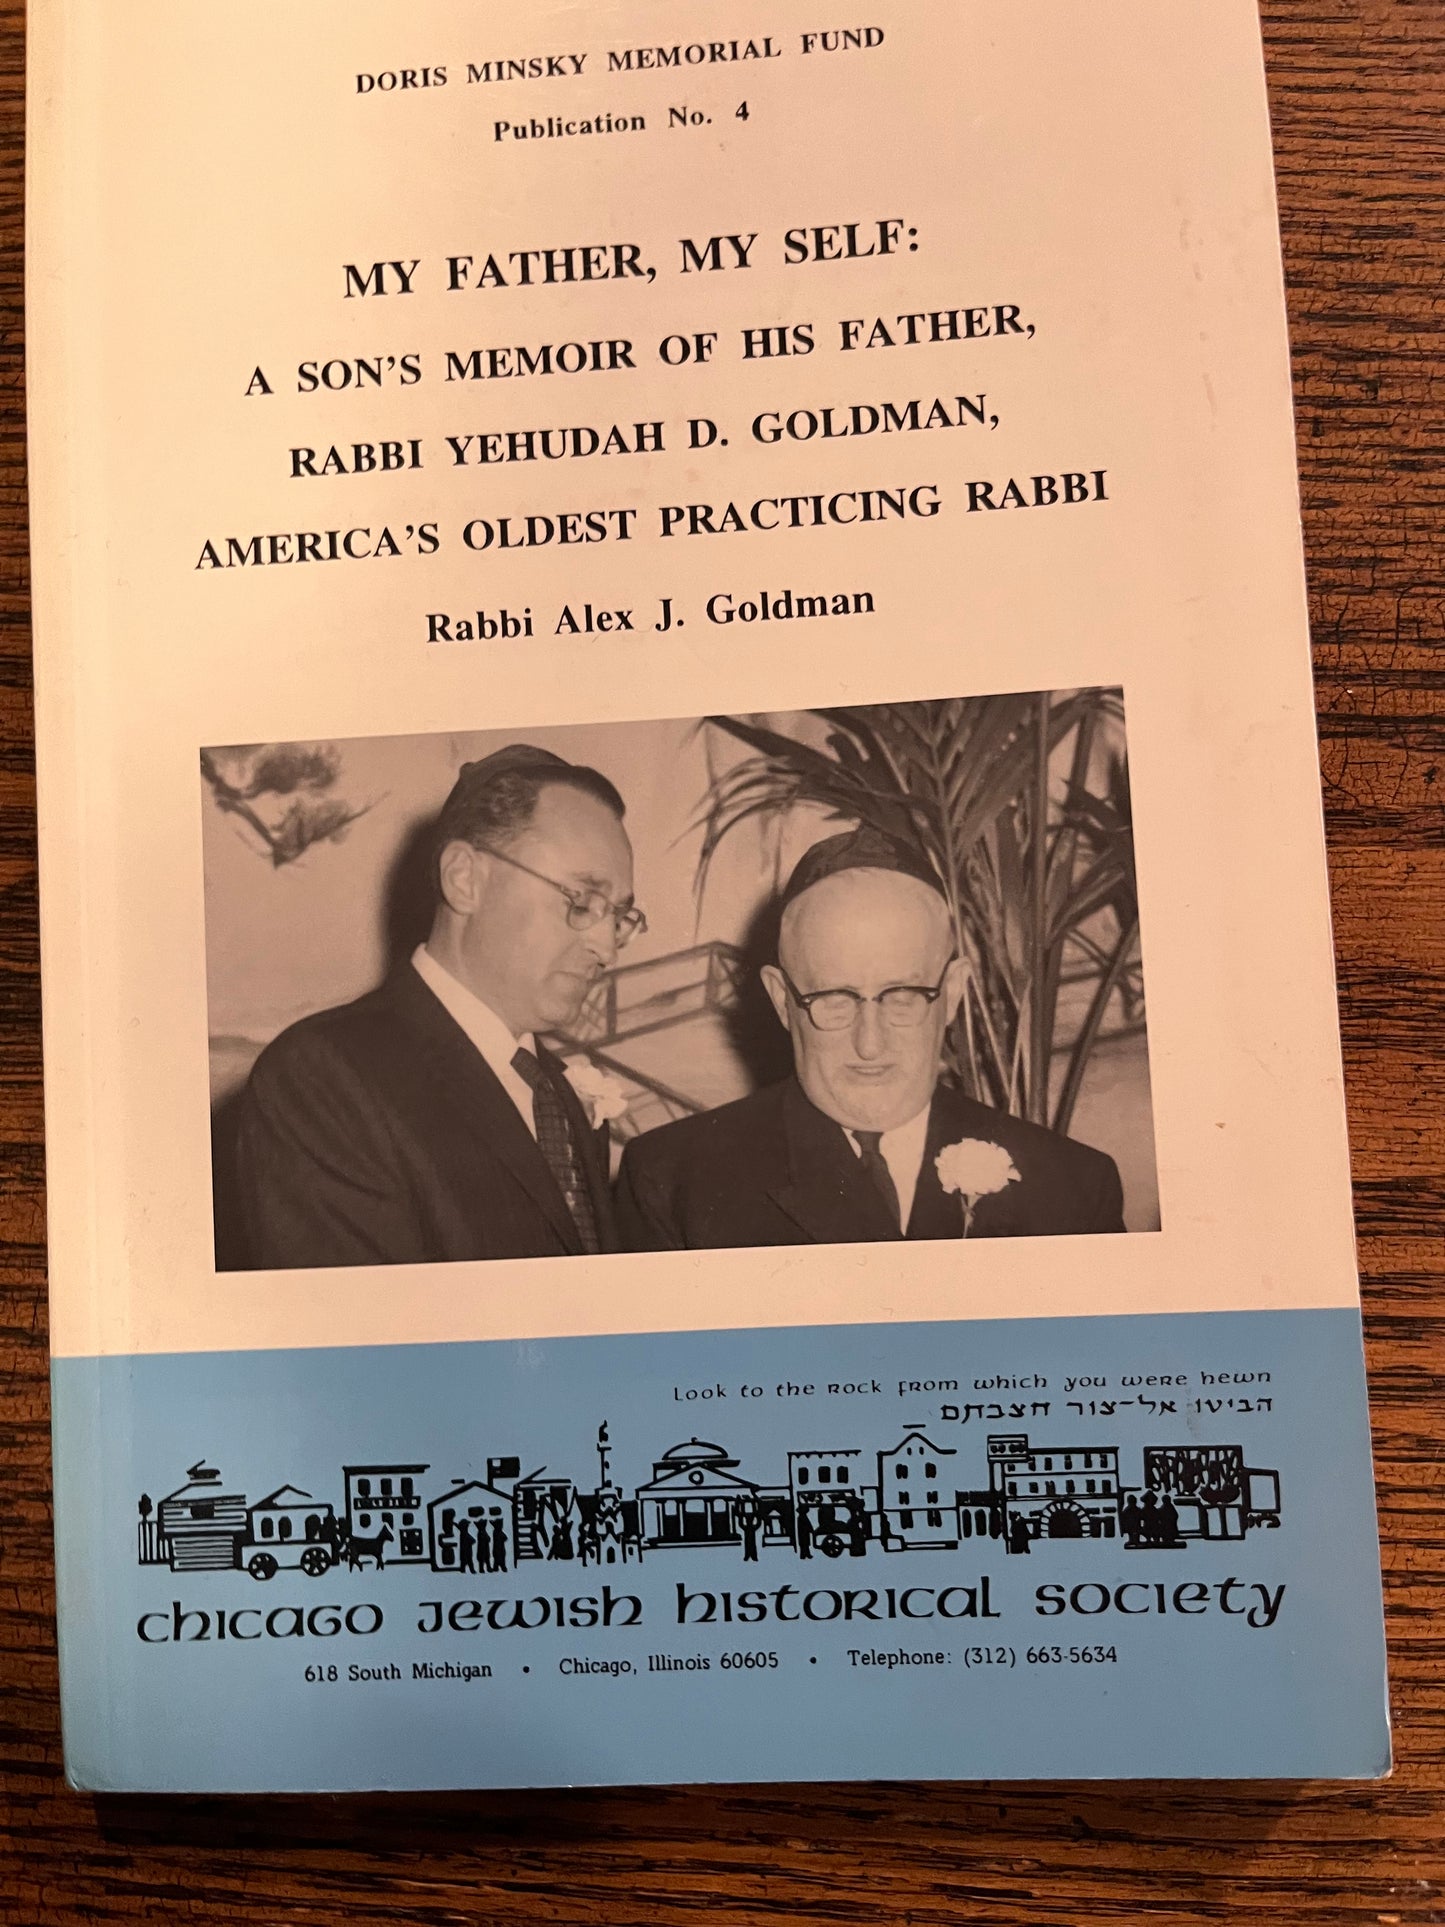 DORIS MINSKY MEMORIAL FUND
Publication No. 4
MY FATHER, MY SELF:
A SON'S MEMOIR OF HIS FATHER,
RABBI YEHUDAH D. GOLDMAN,
AMERICA'S OLDEST PRACTICING RABBI
Rabbi Alex J. Goldman
Look to the Rock from which you were hewn
הביטו אל-צור חצבתם
chicago jewish historical society
618 South Michigan • Chicago, Illinois 60605 • Telephone: (312) 663-5634